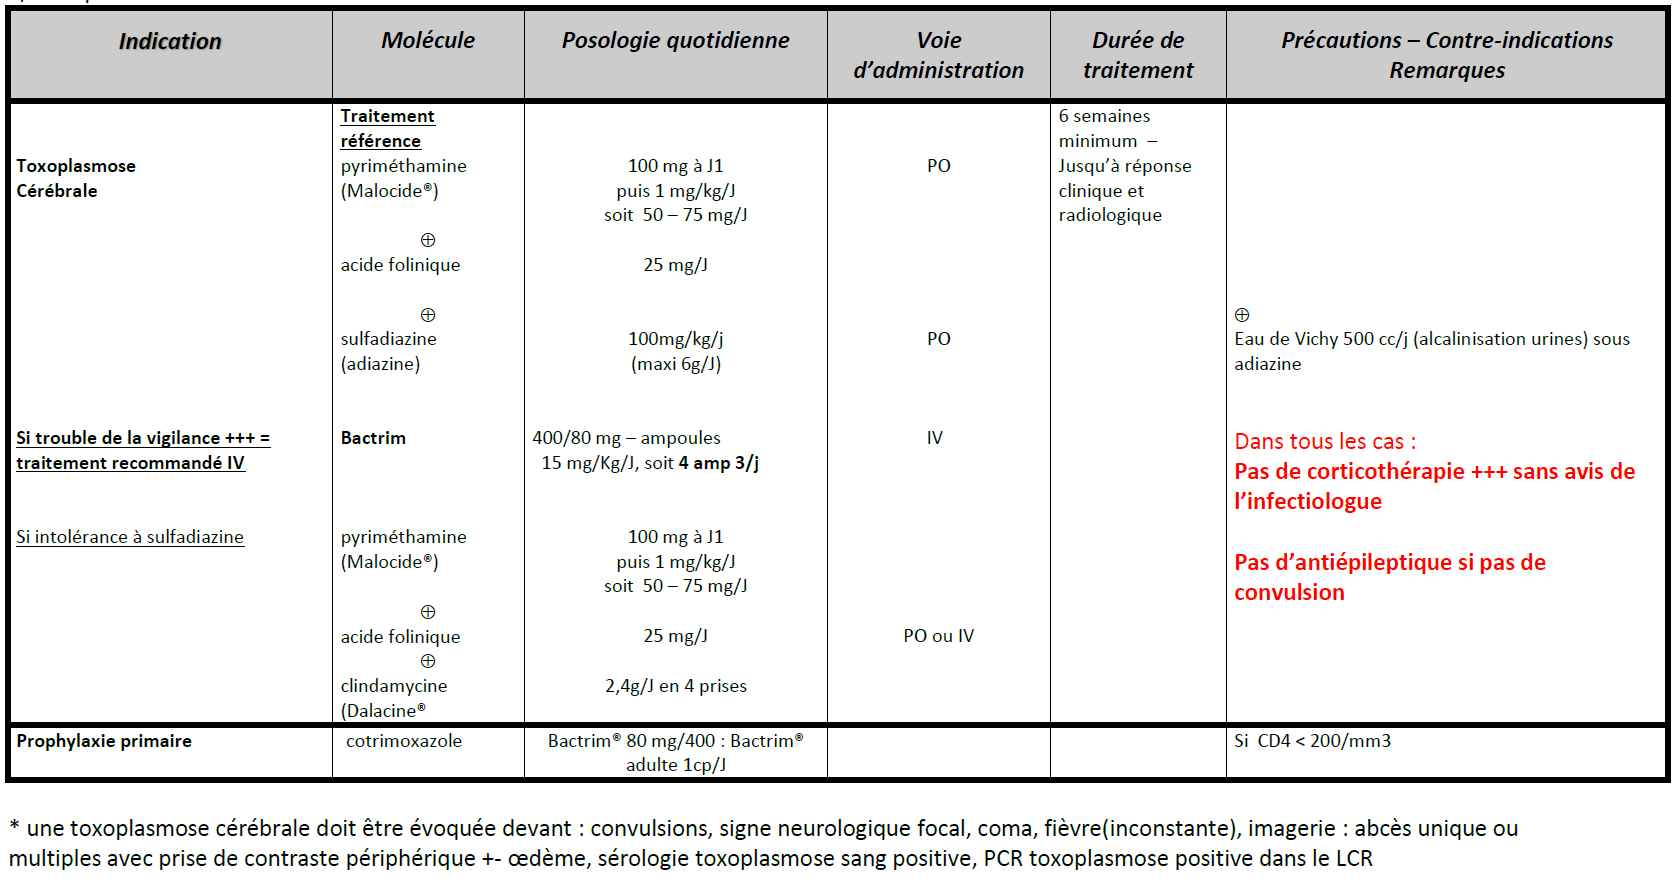 Indication
Molécule
Posologie quotidienne
Voie
d’administration
Durée de
traitement
Précautions – Contre-indications
Remarques
Toxoplasmose
Cérébrale
Traitement
référence
pyriméthamine
(Malocide®)
⊕
acide folinique
⊕
sulfadiazine
(adiazine)
100 mg à J1
puis 1 mg/kg/J
soit 50 – 75 mg/J
25 mg/J
100mg/kg/j
(maxi 6g/J)
PO
PO
6 semaines
minimum –
Jusqu’à réponse
clinique et
radiologique
⊕
Eau de Vichy 500 cc/j (alcalinisation urines) sous
adiazine
Si trouble de la vigilance +++ =
traitement recommandé IV
Bactrim
400/80 mg – ampoules
15 mg/Kg/J, soit 4 amp 3/j
IV
Dans tous les cas :
Pas de corticothérapie +++ sans avis de
l’infectiologue
Pas d’antiépileptique si pas de
convulsion
Si intolérance à sulfadiazine
pyriméthamine
(Malocide®)
⊕
acide folinique
⊕
clindamycine
(Dalacine®
100 mg à J1
puis 1 mg/kg/J
soit 50 – 75 mg/J
25 mg/J
2,4g/J en 4 prises
PO ou IV
Prophylaxie primaire
cotrimoxazole
Bactrim® 80 mg/400 : Bactrim®
adulte 1cp/J
Si CD4 < 200/mm3
* une toxoplasmose cérébrale doit être évoquée devant : convulsions, signe neurologique focal, coma, fièvre(inconstante), imagerie : abcès unique ou
multiples avec prise de contraste périphérique +- œdème, sérologie toxoplasmose sang positive, PCR toxoplasmose positive dans le LCR